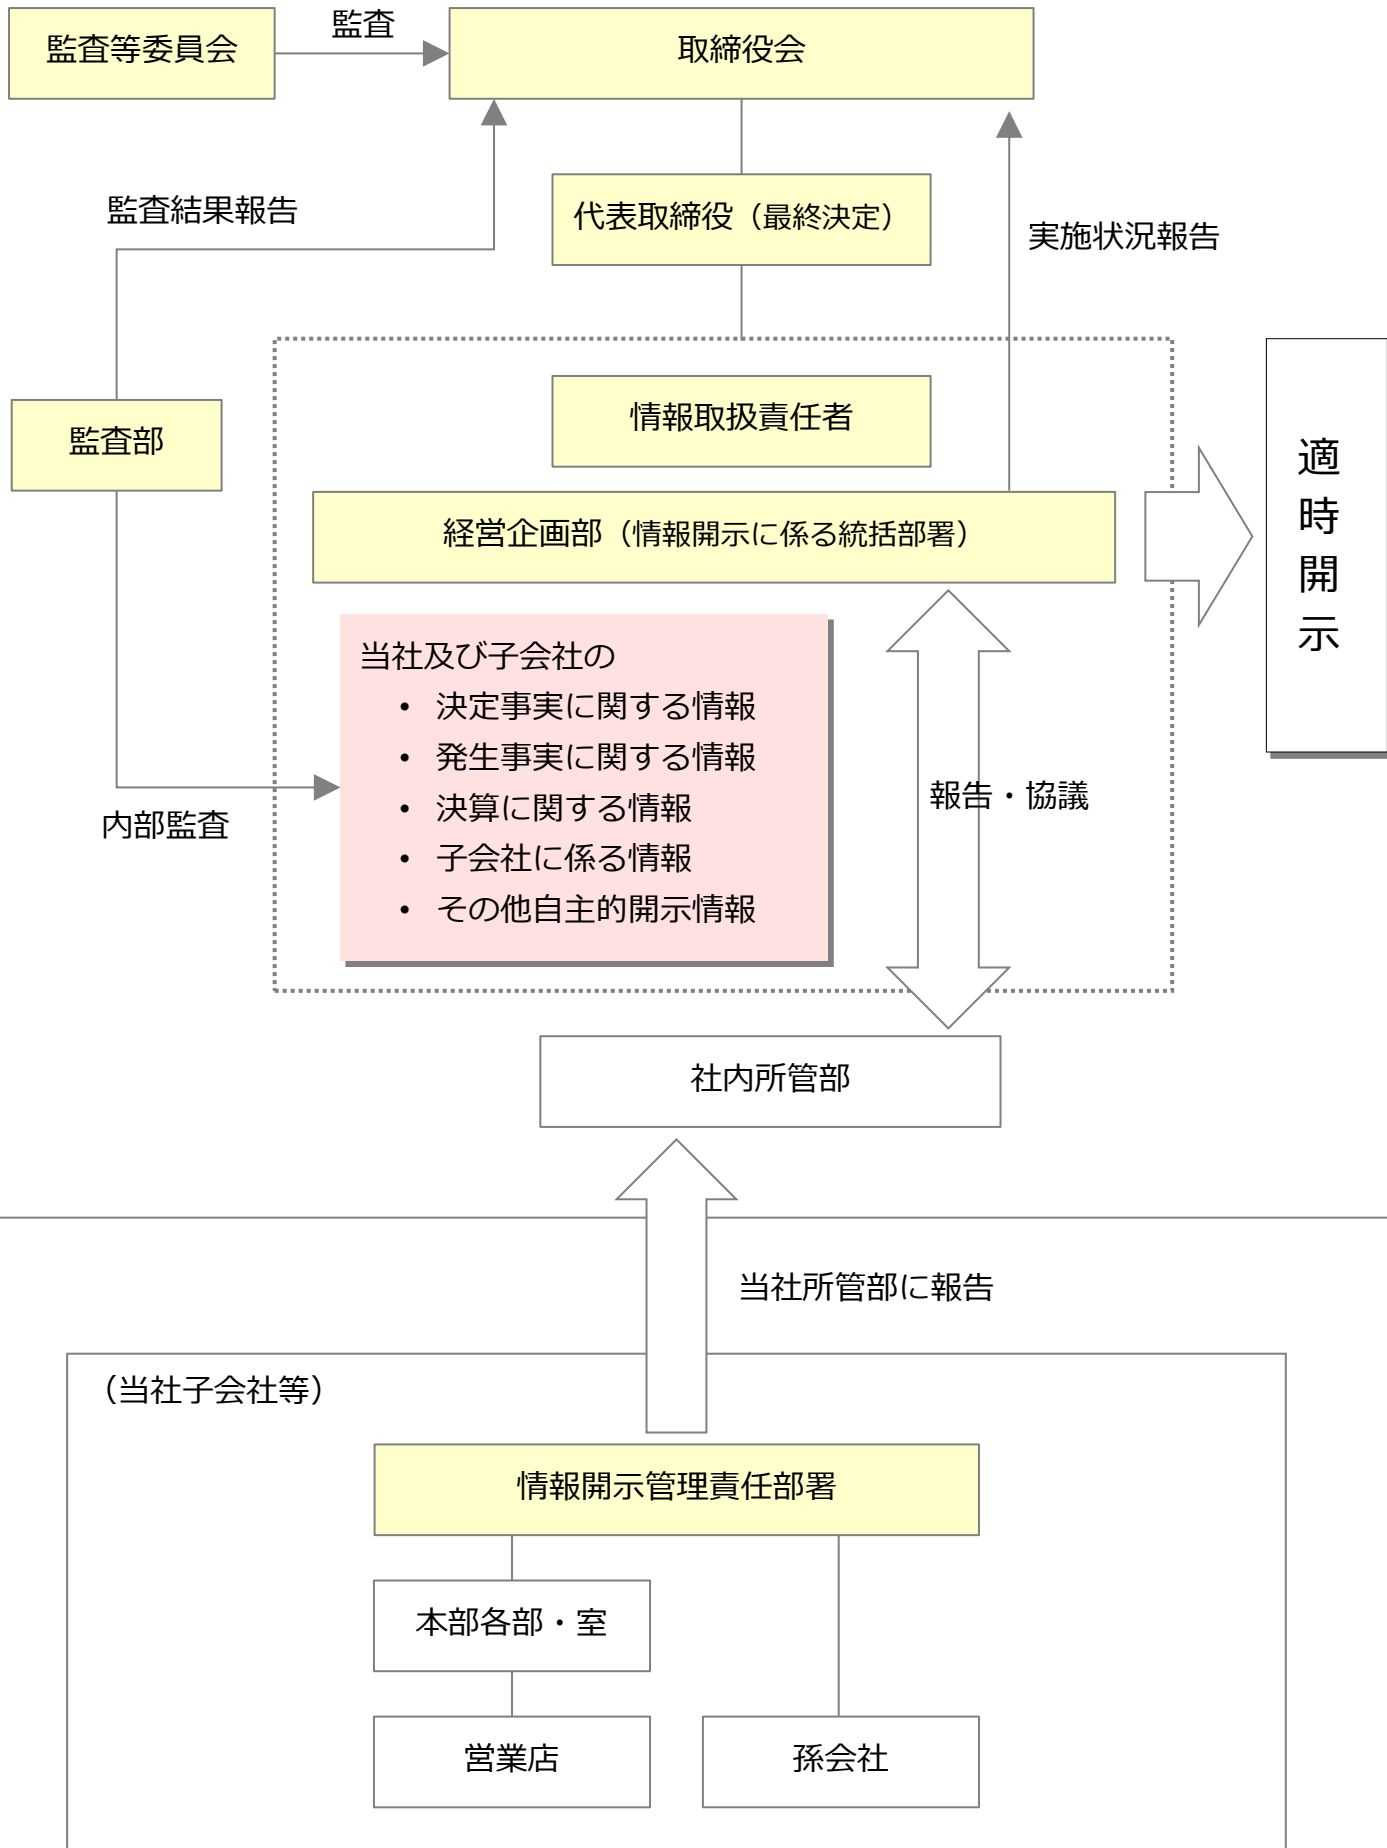 監査等委員会
監査
取締役会
監査結果報告
代表取締役（最終決定）
実施状況報告
情報取扱責任者
監査部
経営企画部（情報開示に係る統括部署）
適時開示
当社及び子会社の
• 決定事実に関する情報
• 発生事実に関する情報
• 決算に関する情報
• 子会社に係る情報
• その他自主的開示情報
報告・協議
内部監査
社内所管部
当社所管部に報告
（当社子会社等）
情報開示管理責任部署
本部各部・室
営業店
孫会社